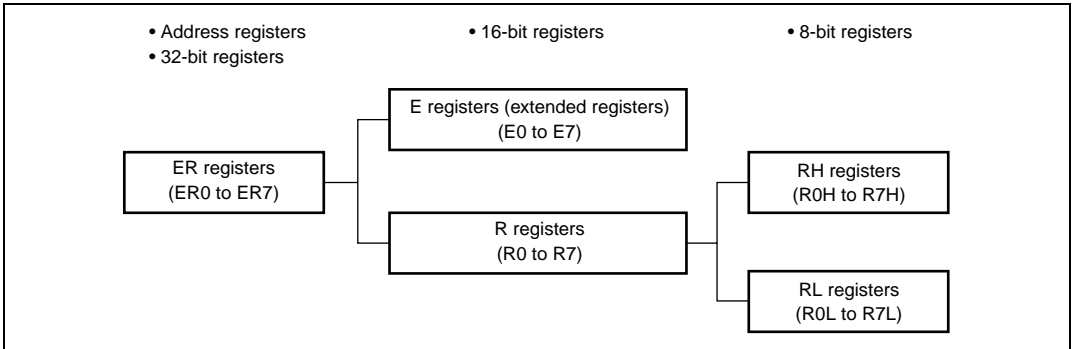 • Address registers
• 32-bit registers
• 16-bit registers
• 8-bit registers
E registers (extended registers)
(E0 to E7)
ER registers
(ER0 to ER7)
RH registers
(R0H to R7H)
R registers
(R0 to R7)
RL registers
(R0L to R7L)